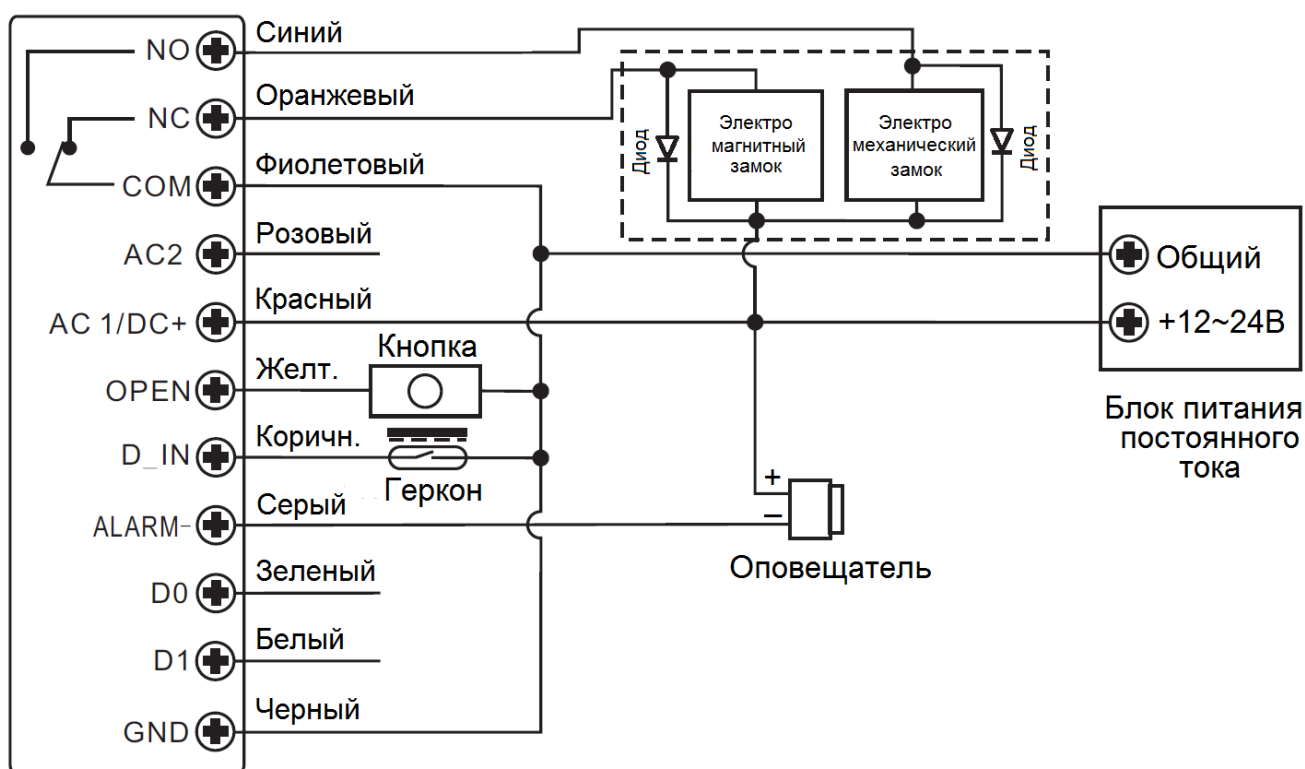 NO Синий
NC Оранжевый
COM Фиолетовый
AC2 Розовый
AC 1/DC+ Красный
OPEN Желт.
Кнопка
D_IN Коричн.
Геркон
ALARM- Серый
D0 Зеленый
D1 Белый
GND Черный
Диод
Электро
магнитный
замок
Электро
механический
замок
Диод
Общий
+12~24В
Блок питания
постоянного
тока
+
–
Оповещатель